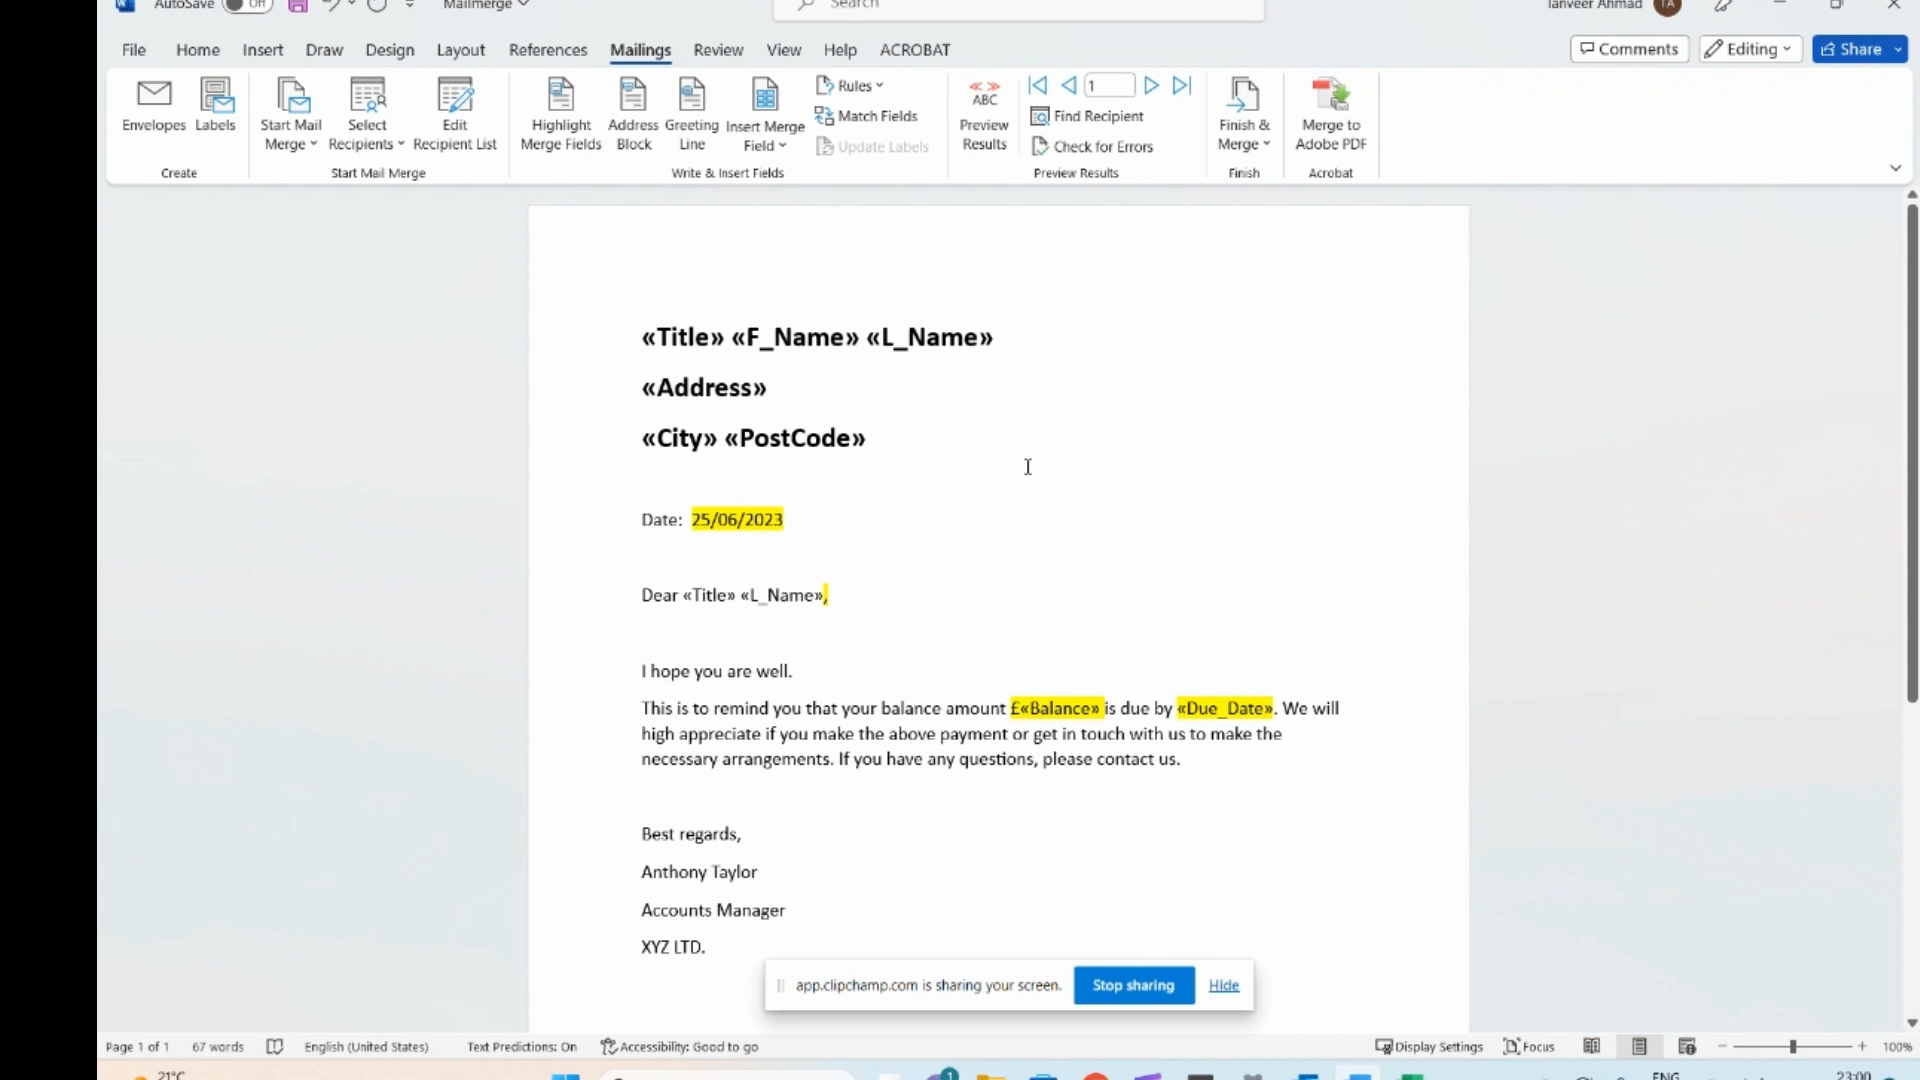 AutoSave Off Mailmerge Search Tanveer Ahmad TA
File Home Insert Draw Design Layout References Mailings Review View Help ACROBAT Comments Editing Share
Envelopes Labels
Create
Start Mail Merge Select Recipients Edit Recipient List
Start Mail Merge
Highlight Merge Fields Address Block Greeting Line Insert Merge Field
Rules
Match Fields
Update Labels
Write & Insert Fields
ABC
Preview Results
1
Find Recipient
Check for Errors
Preview Results
Finish & Merge
Finish
Merge to Adobe PDF
Acrobat
«Title» «F_Name» «L_Name»
«Address»
«City» «PostCode»
Date: 25/06/2023
Dear «Title» «L_Name»,
I hope you are well.
This is to remind you that your balance amount £«Balance» is due by «Due_Date». We will
high appreciate if you make the above payment or get in touch with us to make the
necessary arrangements. If you have any questions, please contact us.
Best regards,
Anthony Taylor
Accounts Manager
XYZ LTD.
app.clipchamp.com is sharing your screen. Stop sharing Hide
Page 1 of 1 67 words English (United States) Text Predictions: On Accessibility: Good to go Display Settings Focus 100%
21°C 1 ENG 23:00